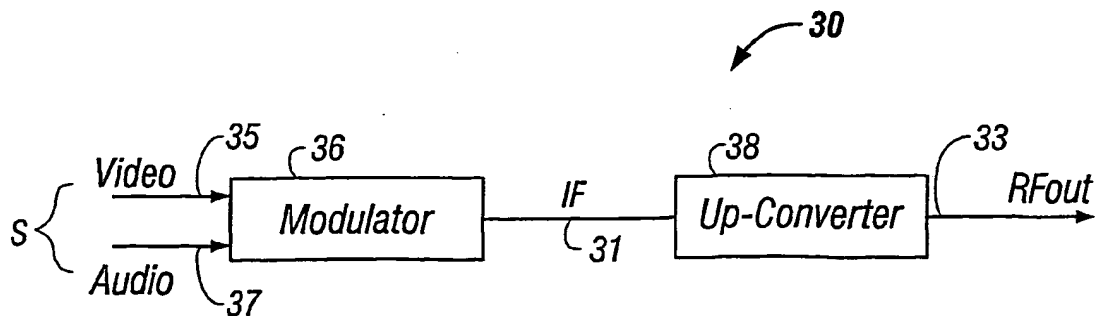 30
35
36
38
33
Video
S
Modulator
IF
31
Up-Converter
RFout
Audio
37